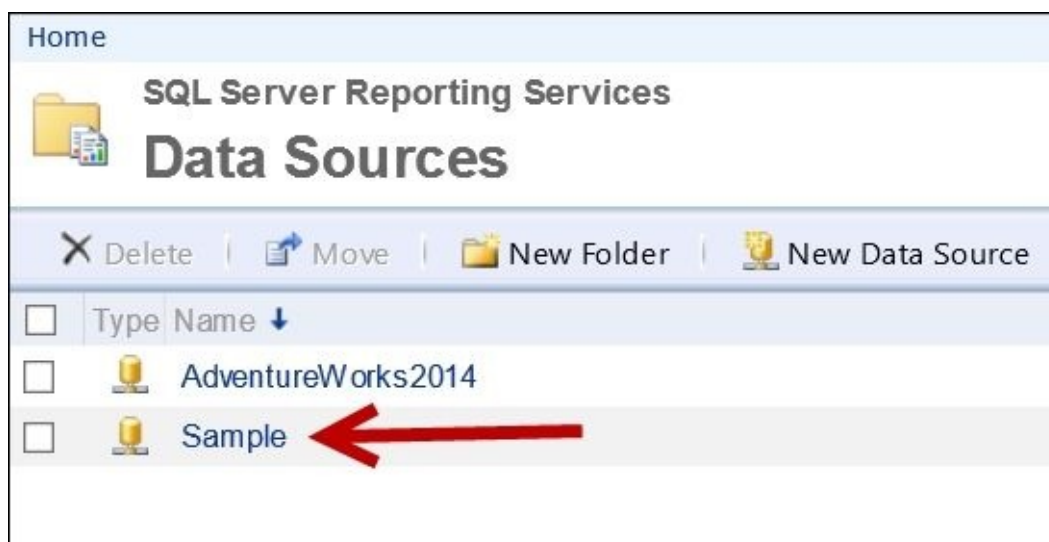 Home
SQL Server Reporting Services
Data Sources
Delete Move New Folder New Data Source
Type Name
AdventureWorks2014
Sample